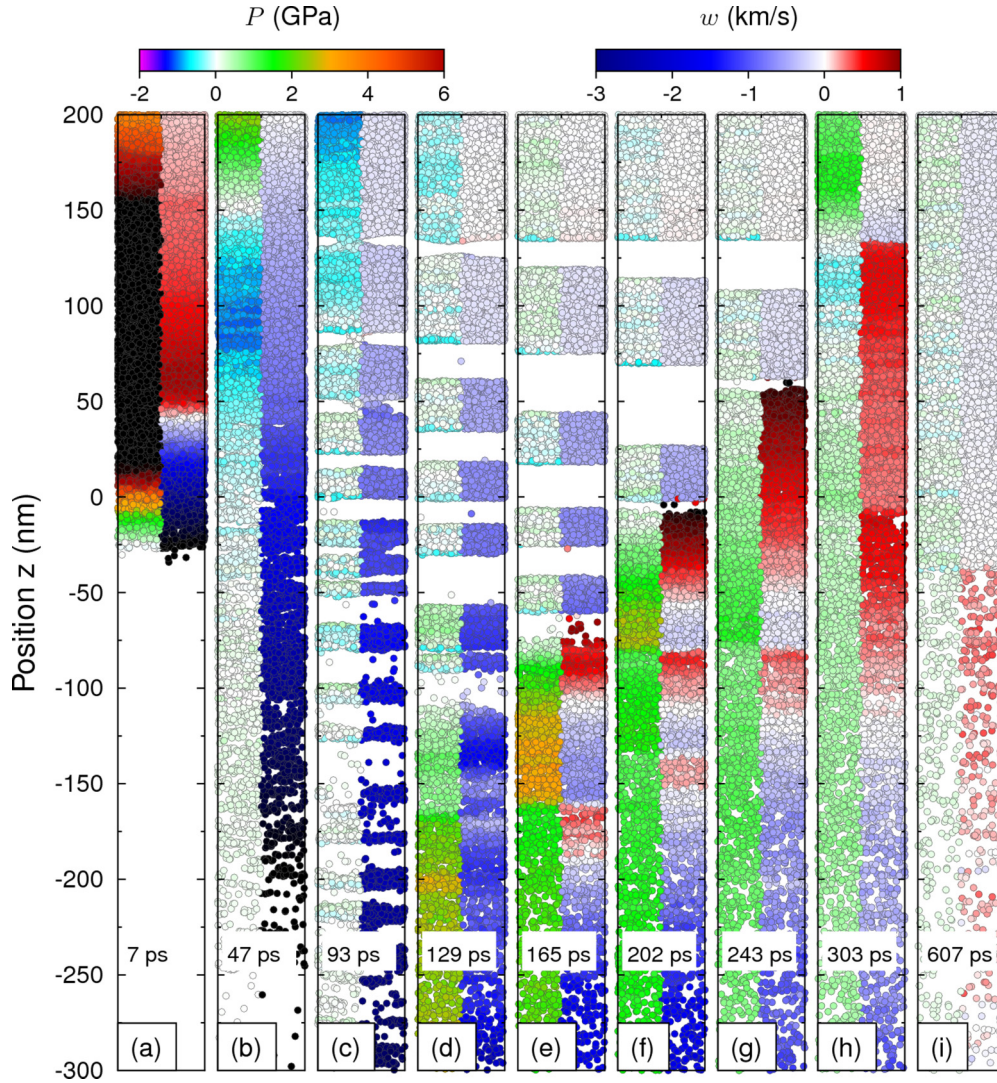 P (GPa) w (km/s)
-2 0 2 4 6 -3 -2 -1 0 1
Position z (nm)
200
150
100
50
0
-50
-100
-150
-200
-250
-300
7 ps 47 ps 93 ps 129 ps 165 ps 202 ps 243 ps 303 ps 607 ps
(a) (b) (c) (d) (e) (f) (g) (h) (i)